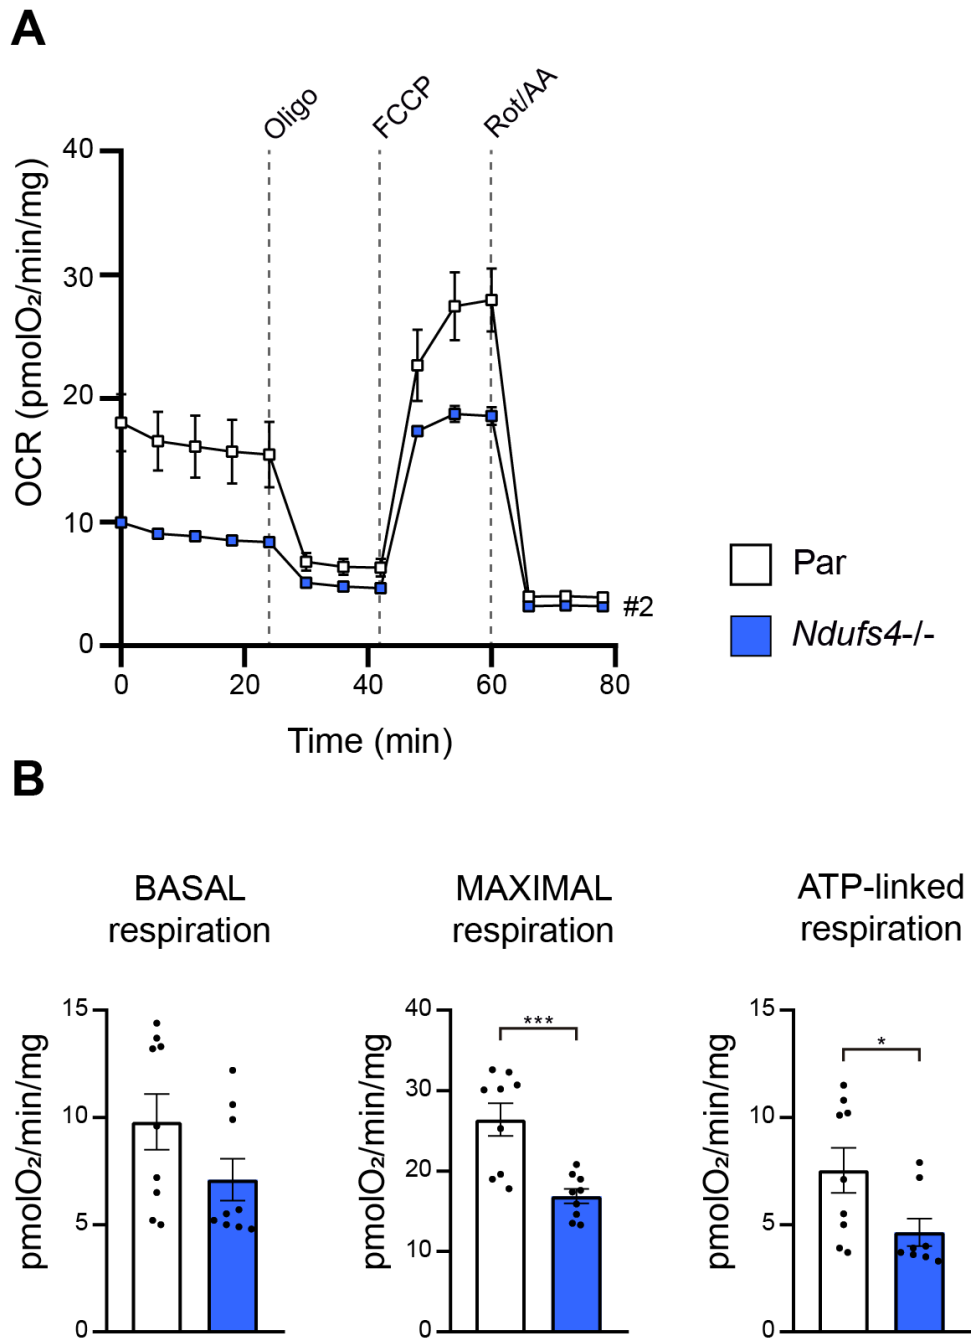 A
Oligo
FCCP
Rot/AA
40
30
20
10
0
OCR (pmolO₂/min/mg)
0
20
40
60
80
Time (min)
#2
Par
Ndufs4-/-
B
BASAL
respiration
15
10
5
0
pmolO₂/min/mg
MAXIMAL
respiration
40
30
20
10
0
pmolO₂/min/mg
***
ATP-linked
respiration
15
10
5
0
pmolO₂/min/mg
*